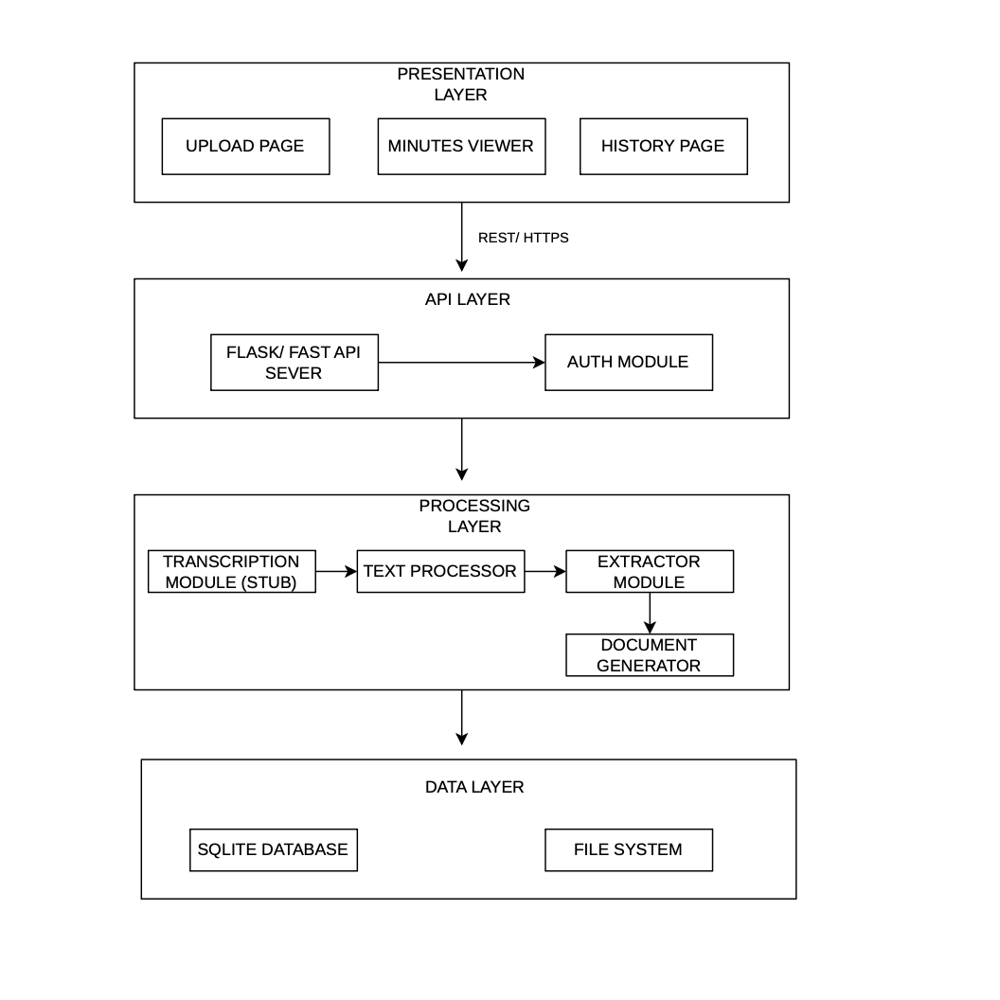 PRESENTATION
LAYER
UPLOAD PAGE
MINUTES VIEWER
HISTORY PAGE
REST/ HTTPS
API LAYER
FLASK/ FAST API
SEVER
AUTH MODULE
PROCESSING
LAYER
TRANSCRIPTION
MODULE (STUB)
TEXT PROCESSOR
EXTRACTOR
MODULE
DOCUMENT
GENERATOR
DATA LAYER
SQLITE DATABASE
FILE SYSTEM